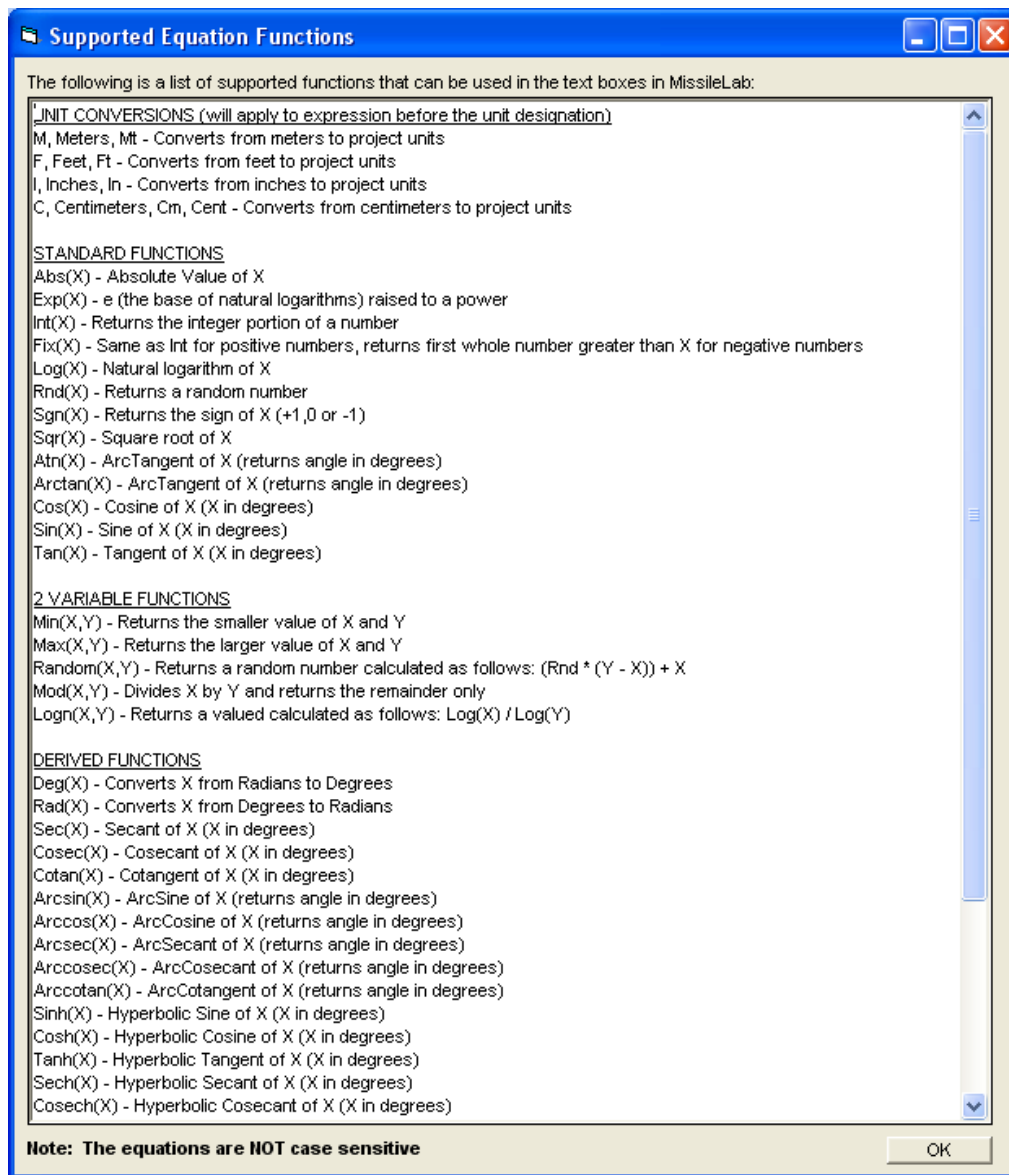 Supported Equation Functions
The following is a list of supported functions that can be used in the text boxes in MissileLab:
UNIT CONVERSIONS (will apply to expression before the unit designation)
M, Meters, Mt - Converts from meters to project units
F, Feet, Ft - Converts from feet to project units
I, Inches, In - Converts from inches to project units
C, Centimeters, Cm, Cent - Converts from centimeters to project units
STANDARD FUNCTIONS
Abs(X) - Absolute Value of X
Exp(X) - e (the base of natural logarithms) raised to a power
Int(X) - Returns the integer portion of a number
Fix(X) - Same as Int for positive numbers, returns first whole number greater than X for negative numbers
Log(X) - Natural logarithm of X
Rnd(X) - Returns a random number
Sgn(X) - Returns the sign of X (+1,0 or -1)
Sqr(X) - Square root of X
Atn(X) - ArcTangent of X (returns angle in degrees)
Arctan(X) - ArcTangent of X (returns angle in degrees)
Cos(X) - Cosine of X (X in degrees)
Sin(X) - Sine of X (X in degrees)
Tan(X) - Tangent of X (X in degrees)
2 VARIABLE FUNCTIONS
Min(X,Y) - Returns the smaller value of X and Y
Max(X,Y) - Returns the larger value of X and Y
Random(X,Y) - Returns a random number calculated as follows: (Rnd * (Y - X)) + X
Mod(X,Y) - Divides X by Y and returns the remainder only
Logn(X,Y) - Returns a valued calculated as follows: Log(X) / Log(Y)
DERIVED FUNCTIONS
Deg(X) - Converts X from Radians to Degrees
Rad(X) - Converts X from Degrees to Radians
Sec(X) - Secant of X (X in degrees)
Cosec(X) - Cosecant of X (X in degrees)
Cotan(X) - Cotangent of X (X in degrees)
Arcsin(X) - ArcSine of X (returns angle in degrees)
Arccos(X) - ArcCosine of X (returns angle in degrees)
Arcsec(X) - ArcSecant of X (returns angle in degrees)
Arccosec(X) - ArcCosecant of X (returns angle in degrees)
Arccotan(X) - ArcCotangent of X (returns angle in degrees)
Sinh(X) - Hyperbolic Sine of X (X in degrees)
Cosh(X) - Hyperbolic Cosine of X (X in degrees)
Tanh(X) - Hyperbolic Tangent of X (X in degrees)
Sech(X) - Hyperbolic Secant of X (X in degrees)
Cosech(X) - Hyperbolic Cosecant of X (X in degrees)
Note: The equations are NOT case sensitive
OK